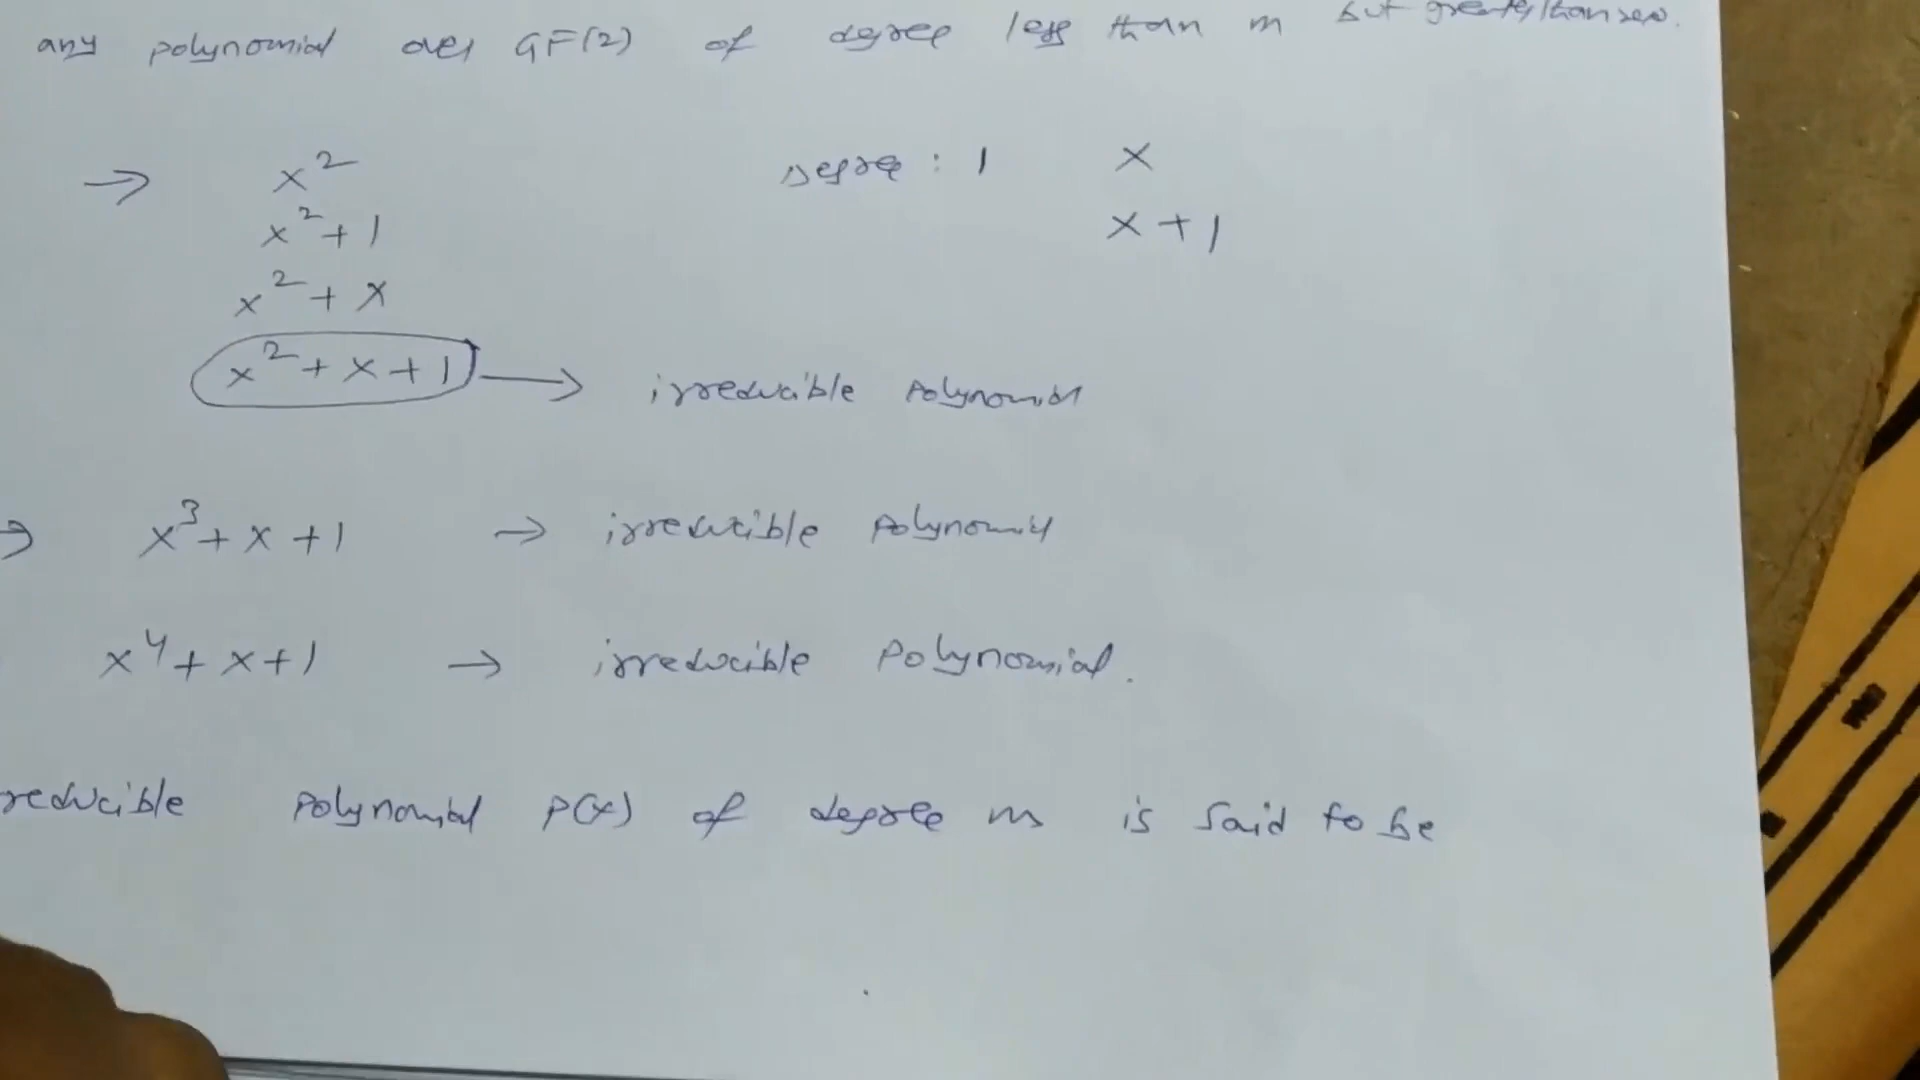 any polynomial over GF(2) of degree less than m but greater than zero.
→ x² Degree : 1 x
x² + 1 x + 1
x² + x
x² + x + 1 → irreducible Polynomial
→ x³ + x + 1 → irreducible Polynomial
x⁴ + x + 1 → irreducible Polynomial.
reducible Polynomial P(x) of degree m is said to be